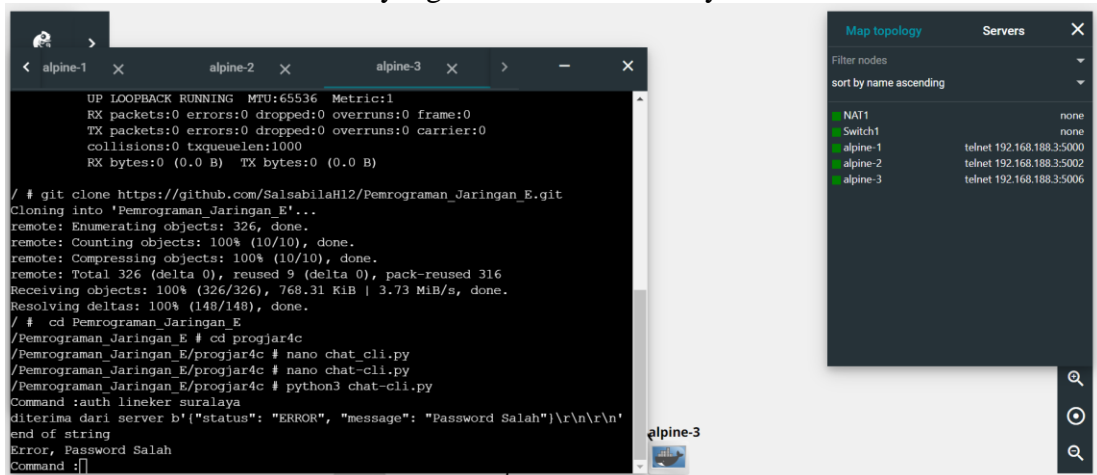 alpine-1
alpine-2
alpine-3
UP LOOPBACK RUNNING  MTU:65536  Metric:1
RX packets:0 errors:0 dropped:0 overruns:0 frame:0
TX packets:0 errors:0 dropped:0 overruns:0 carrier:0
collisions:0 txqueuelen:1000
RX bytes:0 (0.0 B)  TX bytes:0 (0.0 B)
/ # git clone https://github.com/SalsabilaHl2/Pemrograman_Jaringan_E.git
Cloning into 'Pemrograman_Jaringan_E'...
remote: Enumerating objects: 326, done.
remote: Counting objects: 100% (10/10), done.
remote: Compressing objects: 100% (10/10), done.
remote: Total 326 (delta 0), reused 9 (delta 0), pack-reused 316
Receiving objects: 100% (326/326), 768.31 KiB | 3.73 MiB/s, done.
Resolving deltas: 100% (148/148), done.
/ #  cd Pemrograman_Jaringan_E
/Pemrograman_Jaringan_E # cd progjar4c
/Pemrograman_Jaringan_E/progjar4c # nano chat_cli.py
/Pemrograman_Jaringan_E/progjar4c # nano chat-cli.py
/Pemrograman_Jaringan_E/progjar4c # python3 chat-cli.py
Command :auth lineker suralaya
diterima dari server b'{"status": "ERROR", "message": "Password Salah"}\r\n\r\n'
end of string
Error, Password Salah
Command :
alpine-3
Map topology
Servers
Filter nodes
sort by name ascending
NAT1 none
Switch1 none
alpine-1 telnet 192.168.188.3:5000
alpine-2 telnet 192.168.188.3:5002
alpine-3 telnet 192.168.188.3:5006